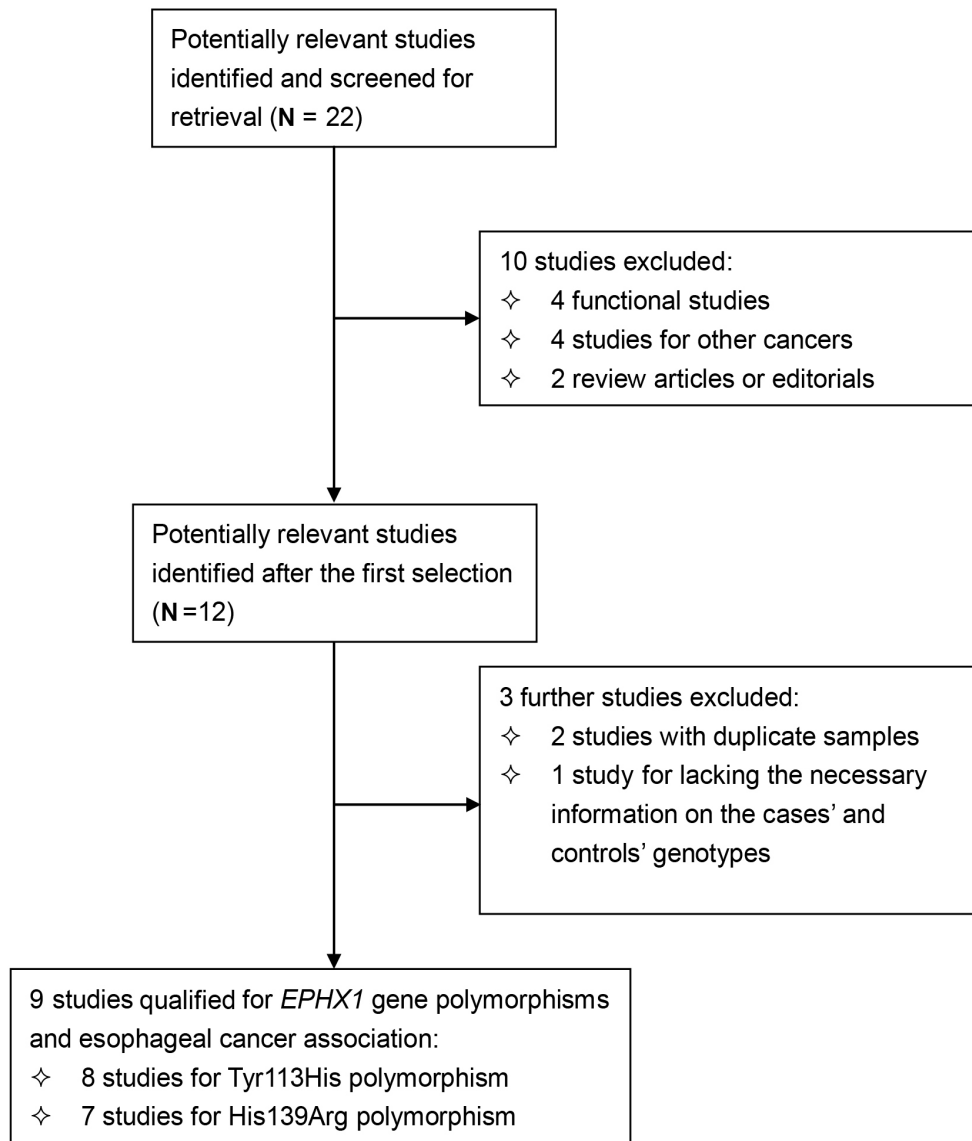 Potentially relevant studies
identified and screened for
retrieval (N = 22)
10 studies excluded:
✧ 4 functional studies
✧ 4 studies for other cancers
✧ 2 review articles or editorials
Potentially relevant studies
identified after the first selection
(N =12)
3 further studies excluded:
✧ 2 studies with duplicate samples
✧ 1 study for lacking the necessary
information on the cases’ and
controls’ genotypes
9 studies qualified for EPHX1 gene polymorphisms
and esophageal cancer association:
✧ 8 studies for Tyr113His polymorphism
✧ 7 studies for His139Arg polymorphism